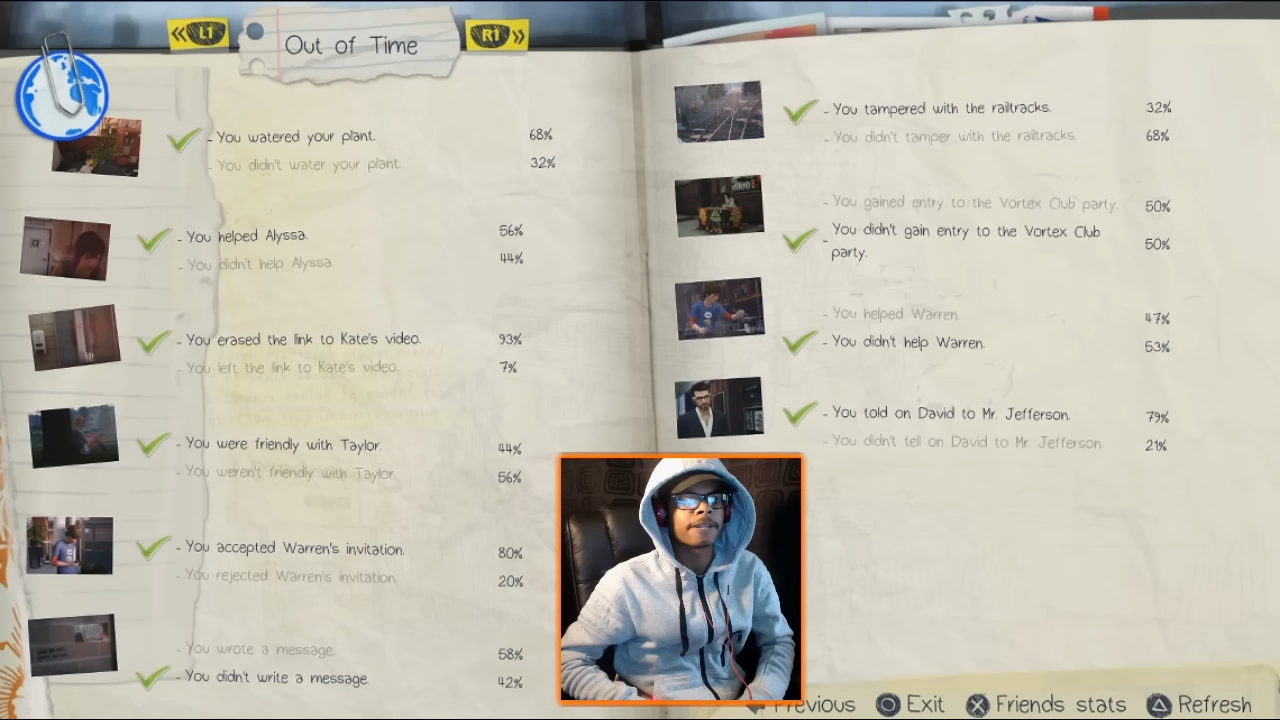 L1
Out of Time
R1
- You watered your plant. 68%
- You didn't water your plant. 32%
- You helped Alyssa. 56%
- You didn't help Alyssa. 44%
- You erased the link to Kate's video. 93%
- You left the link to Kate's video. 7%
- You were friendly with Taylor. 44%
- You weren't friendly with Taylor. 56%
- You accepted Warren's invitation. 80%
- You rejected Warren's invitation. 20%
- You wrote a message. 58%
- You didn't write a message. 42%
- You tampered with the railtracks. 32%
- You didn't tamper with the railtracks. 68%
- You gained entry to the Vortex Club party. 50%
- You didn't gain entry to the Vortex Club 50%
party.
- You helped Warren. 47%
- You didn't help Warren. 53%
- You told on David to Mr. Jefferson. 79%
- You didn't tell on David to Mr. Jefferson. 21%
Previous Exit Friends stats Refresh